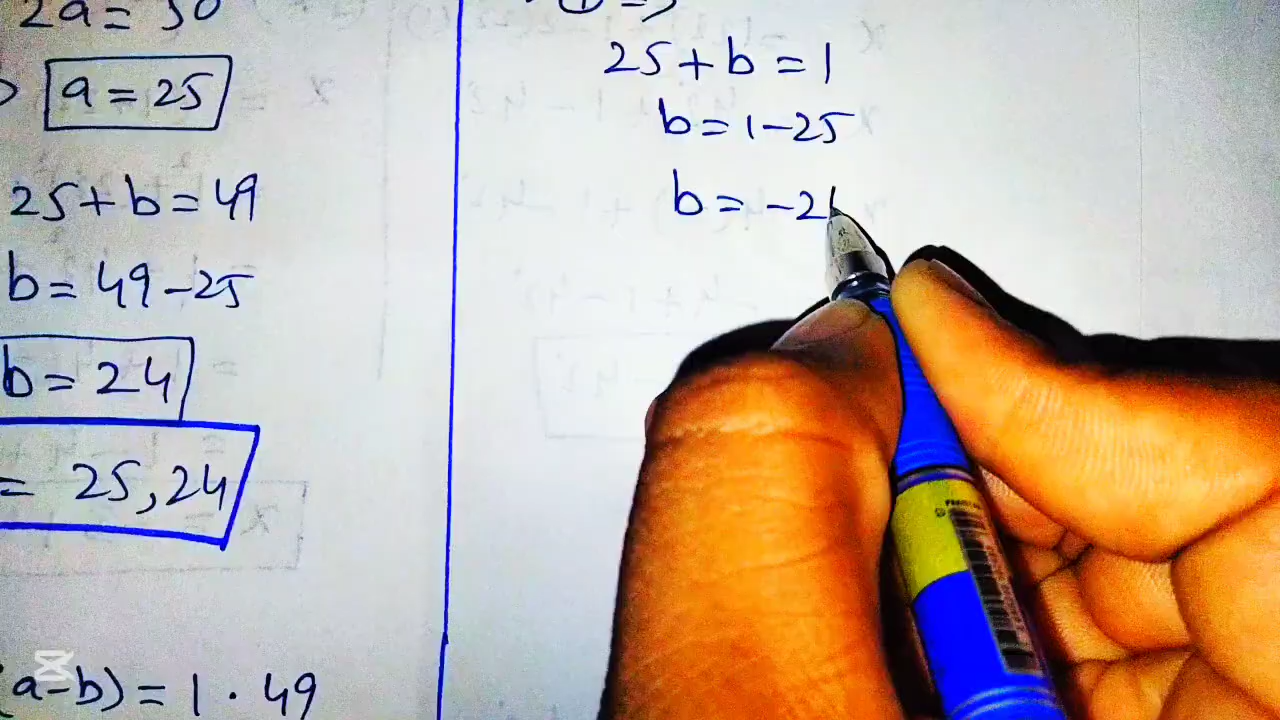 2a = 50
a = 25
25 + b = 49
b = 49 - 25
b = 24
= 25, 24
(a-b) = 1 · 49
25 + b = 1
b = 1 - 25
b = -2